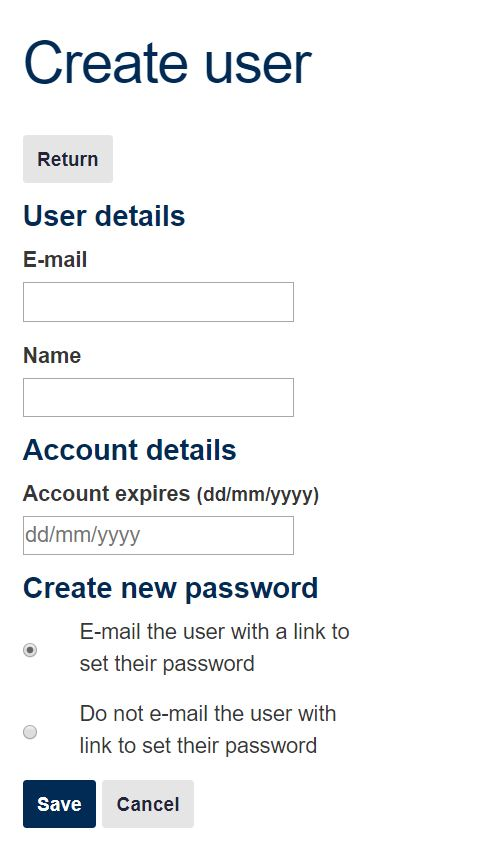 Create user
Return
User details
E-mail
Name
Account details
Account expires (dd/mm/yyyy)
dd/mm/yyyy
Create new password
E-mail the user with a link to
set their password
Do not e-mail the user with
link to set their password
Save Cancel